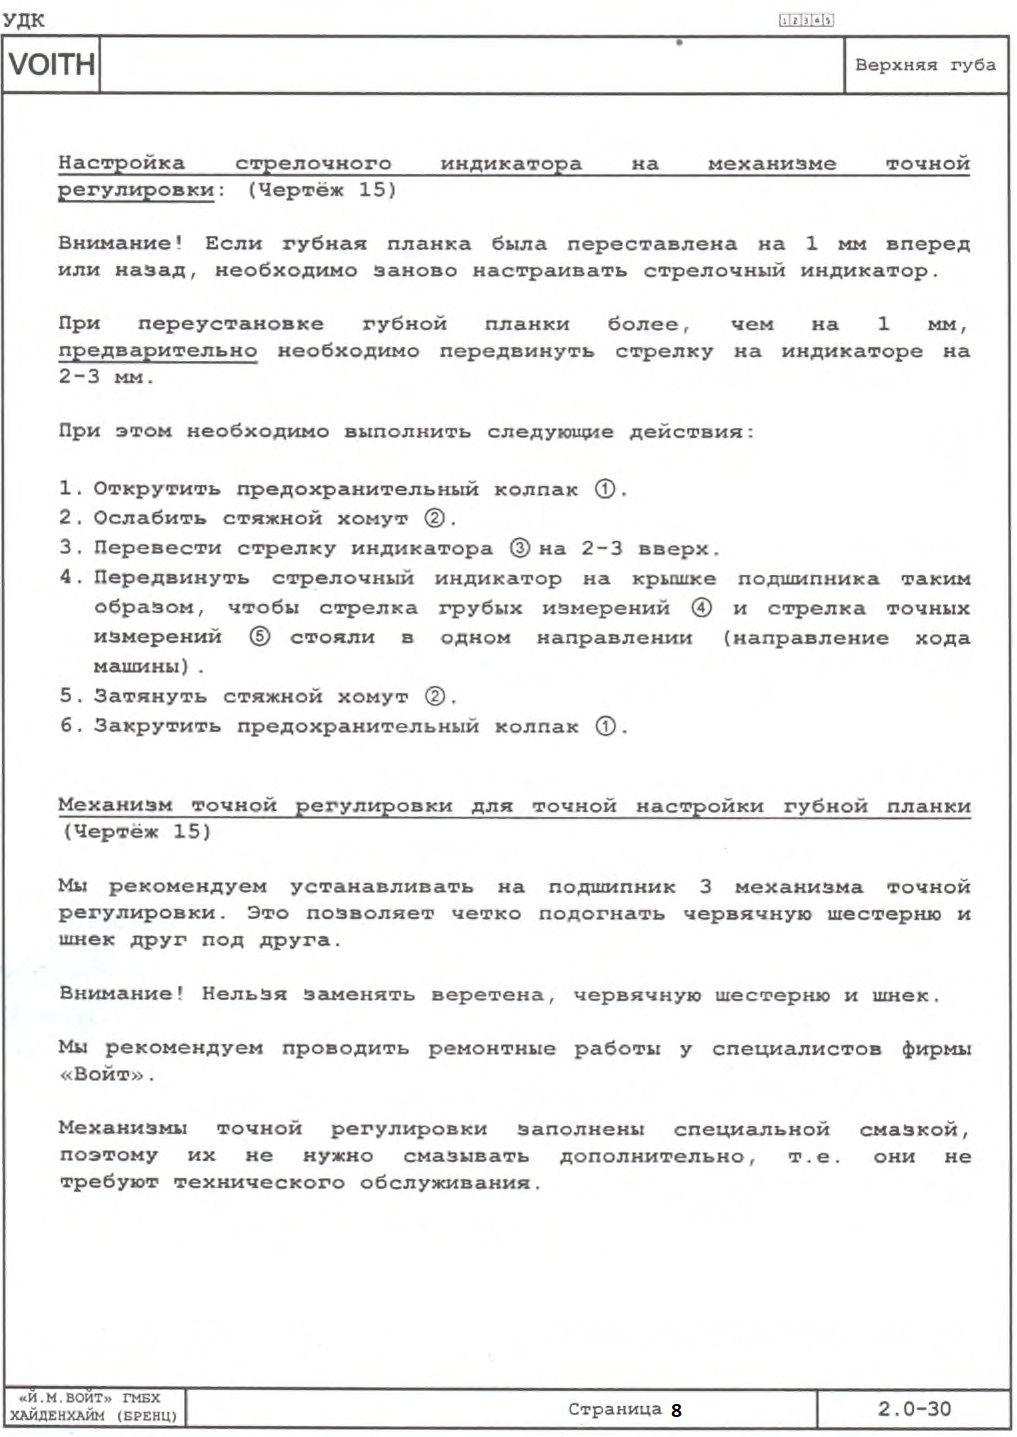 УДК
1 2 3 4 5
VOITH
Верхняя губа
Настройка стрелочного индикатора на механизме точной
регулировки: (Чертёж 15)
Внимание! Если губная планка была переставлена на 1 мм вперед
или назад, необходимо заново настраивать стрелочный индикатор.
При переустановке губной планки более, чем на 1 мм,
предварительно необходимо передвинуть стрелку на индикаторе на
2-3 мм.
При этом необходимо выполнить следующие действия:
1. Открутить предохранительный колпак ①.
2. Ослабить стяжной хомут ②.
3. Перевести стрелку индикатора ③ на 2-3 вверх.
4. Передвинуть стрелочный индикатор на крышке подшипника таким
образом, чтобы стрелка грубых измерений ④ и стрелка точных
измерений ⑤ стояли в одном направлении (направление хода
машины).
5. Затянуть стяжной хомут ②.
6. Закрутить предохранительный колпак ①.
Механизм точной регулировки для точной настройки губной планки
(Чертёж 15)
Мы рекомендуем устанавливать на подшипник 3 механизма точной
регулировки. Это позволяет четко подогнать червячную шестерню и
шнек друг под друга.
Внимание! Нельзя заменять веретена, червячную шестерню и шнек.
Мы рекомендуем проводить ремонтные работы у специалистов фирмы
«Войт».
Механизмы точной регулировки заполнены специальной смазкой,
поэтому их не нужно смазывать дополнительно, т.е. они не
требуют технического обслуживания.
«Й.М.ВОЙТ» ГМБХ
ХАЙДЕНХАЙМ (БРЕНЦ)
Страница 8
2.0-30